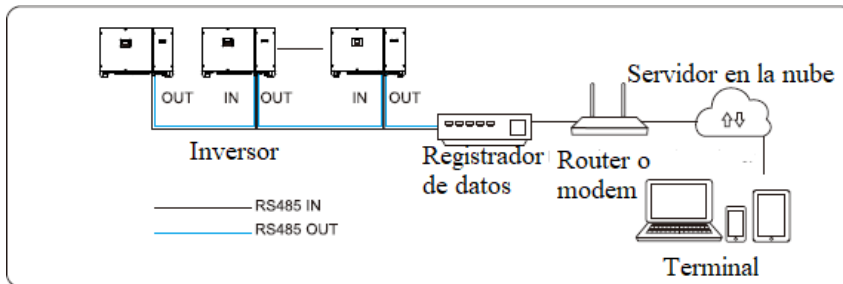 Servidor en la nube
OUT
IN
OUT
IN
OUT
Inversor
Registrador
de datos
Router o
modem
RS485 IN
RS485 OUT
Terminal